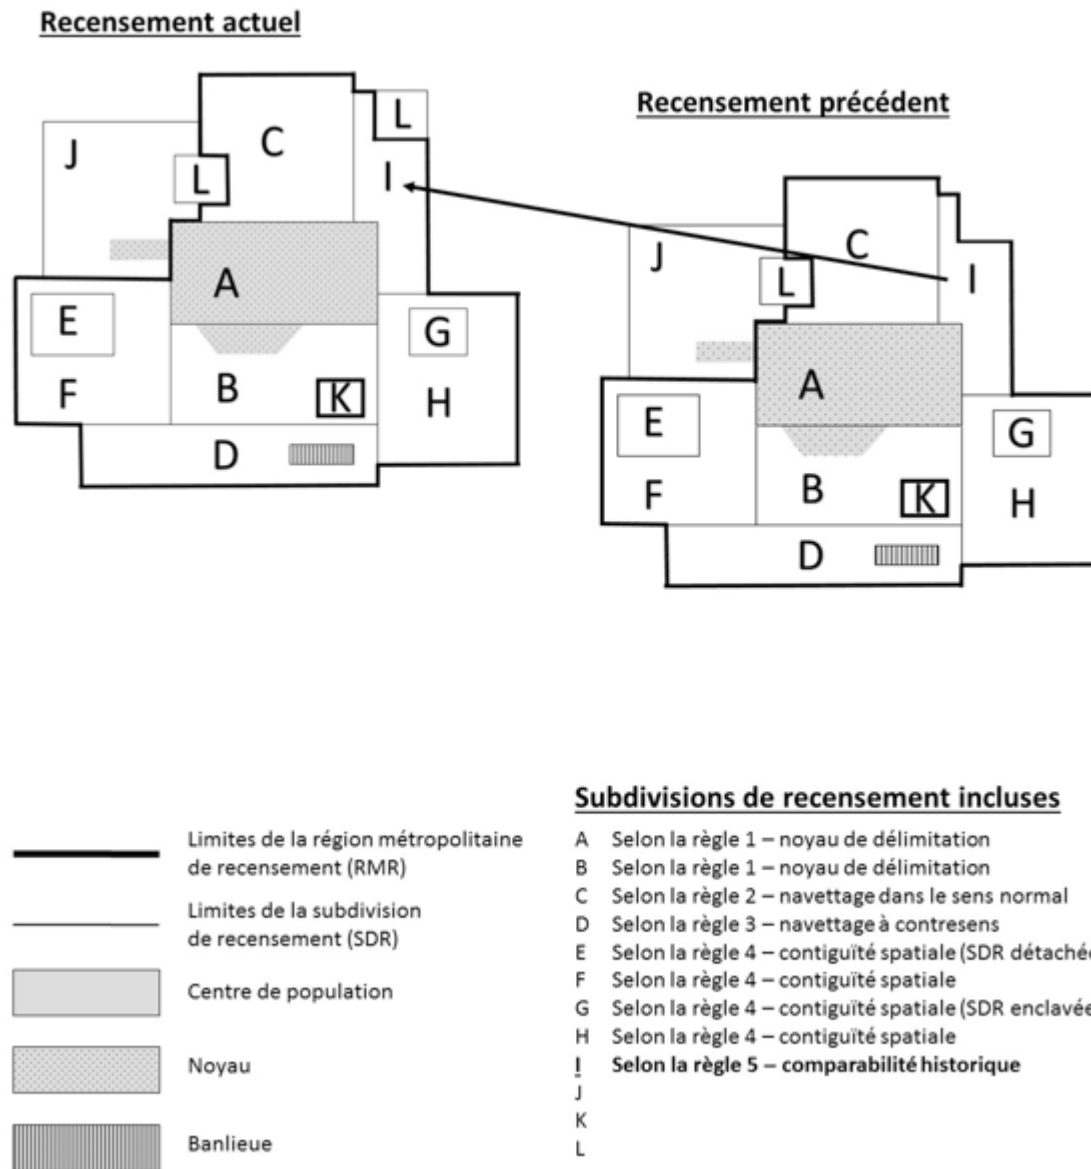 Recensement actuel
Recensement précédent
L
C
J
L
I
A
E
G
F
B
K
H
D
C
J
I
L
A
E
G
F
B
K
H
D
Subdivisions de recensement incluses
Limites de la région métropolitaine
de recensement (RMR)
Limites de la subdivision
de recensement (SDR)
Centre de population
Noyau
Banlieue
A Selon la règle 1 – noyau de délimitation
B Selon la règle 1 – noyau de délimitation
C Selon la règle 2 – navettage dans le sens normal
D Selon la règle 3 – navettage à contresens
E Selon la règle 4 – contiguïté spatiale (SDR détachée
F Selon la règle 4 – contiguïté spatiale
G Selon la règle 4 – contiguïté spatiale (SDR enclavée
H Selon la règle 4 – contiguïté spatiale
I Selon la règle 5 – comparabilité historique
J
K
L